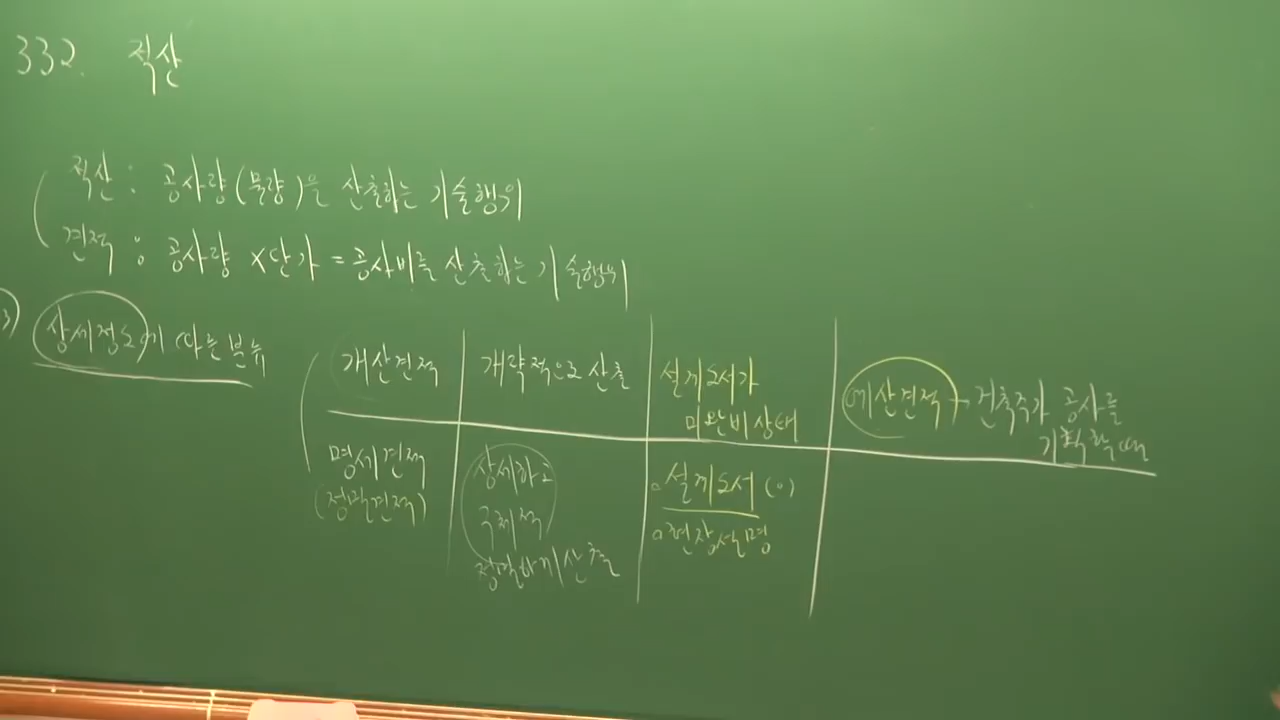 332. 적산
적산 : 공사량(물량)을 산출하는 기술행위
견적 : 공사량 x단가 = 공사비를 산출하는 기술행위
3) 상세정도에 따른 분류
개산견적
개략적으로 산출
설계도서가
미완비상태
예산견적 - 건축주가 공사를
기획할 때
명세견적
(정밀견적)
상세하고
구체적
정밀하게 산출
o 설계도서 (o)
o 현장설명